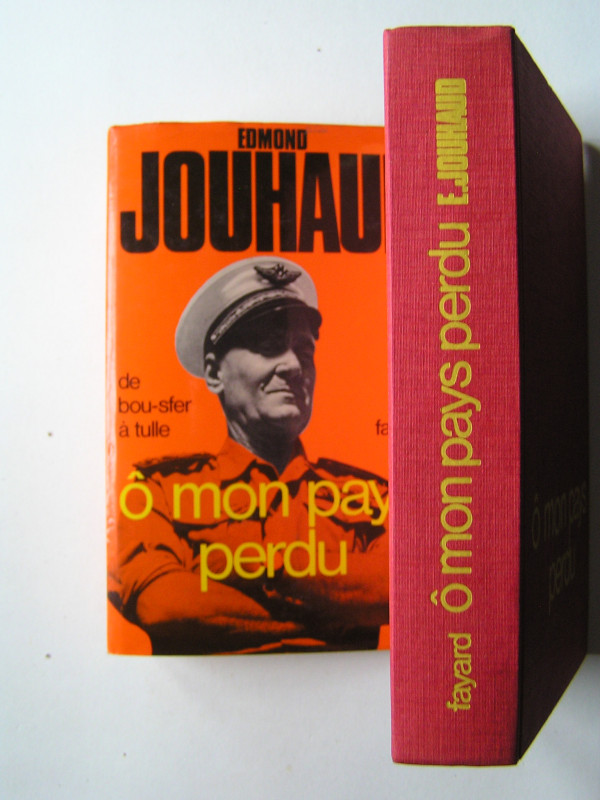 EDMOND
JOUHAU
de
bou-sfer
à tulle
fa
ô mon pay
perdu
fayard ô mon pays perdu E.JOUHAUD
ô mon pays
perdu